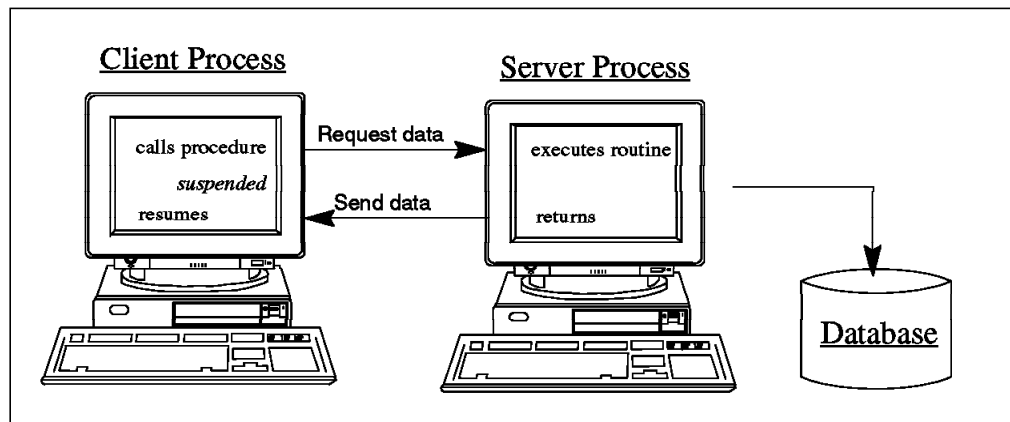 Client Process
Server Process
calls procedure
suspended
resumes
Request data
Send data
executes routine
returns
Database